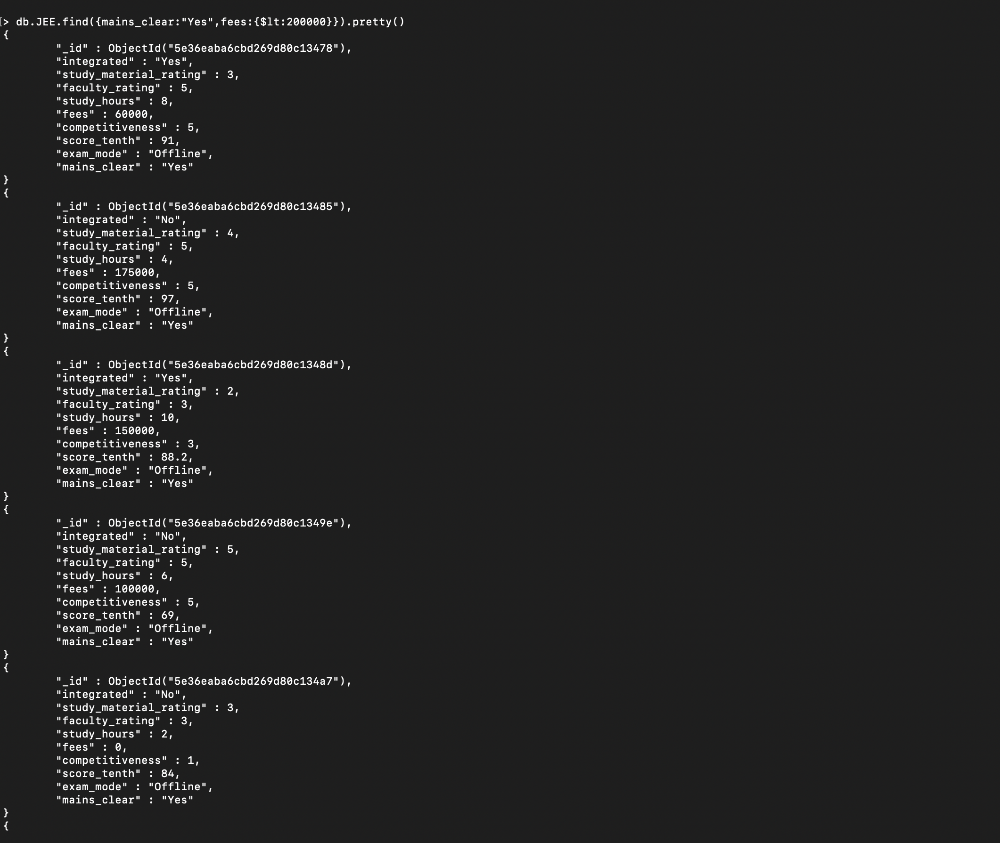 > db.JEE.find({mains_clear:"Yes",fees:{$lt:200000}}).pretty()
{
"_id" : ObjectId("5e36eaba6cbd269d80c13478"),
"integrated" : "Yes",
"study_material_rating" : 3,
"faculty_rating" : 5,
"study_hours" : 8,
"fees" : 60000,
"competitiveness" : 5,
"score_tenth" : 91,
"exam_mode" : "Offline",
"mains_clear" : "Yes"
}
{
"_id" : ObjectId("5e36eaba6cbd269d80c13485"),
"integrated" : "No",
"study_material_rating" : 4,
"faculty_rating" : 5,
"study_hours" : 4,
"fees" : 175000,
"competitiveness" : 5,
"score_tenth" : 97,
"exam_mode" : "Offline",
"mains_clear" : "Yes"
}
{
"_id" : ObjectId("5e36eaba6cbd269d80c1348d"),
"integrated" : "Yes",
"study_material_rating" : 2,
"faculty_rating" : 3,
"study_hours" : 10,
"fees" : 150000,
"competitiveness" : 3,
"score_tenth" : 88.2,
"exam_mode" : "Offline",
"mains_clear" : "Yes"
}
{
"_id" : ObjectId("5e36eaba6cbd269d80c1349e"),
"integrated" : "No",
"study_material_rating" : 5,
"faculty_rating" : 5,
"study_hours" : 6,
"fees" : 100000,
"competitiveness" : 5,
"score_tenth" : 69,
"exam_mode" : "Offline",
"mains_clear" : "Yes"
}
{
"_id" : ObjectId("5e36eaba6cbd269d80c134a7"),
"integrated" : "No",
"study_material_rating" : 3,
"faculty_rating" : 3,
"study_hours" : 2,
"fees" : 0,
"competitiveness" : 1,
"score_tenth" : 84,
"exam_mode" : "Offline",
"mains_clear" : "Yes"
}
{